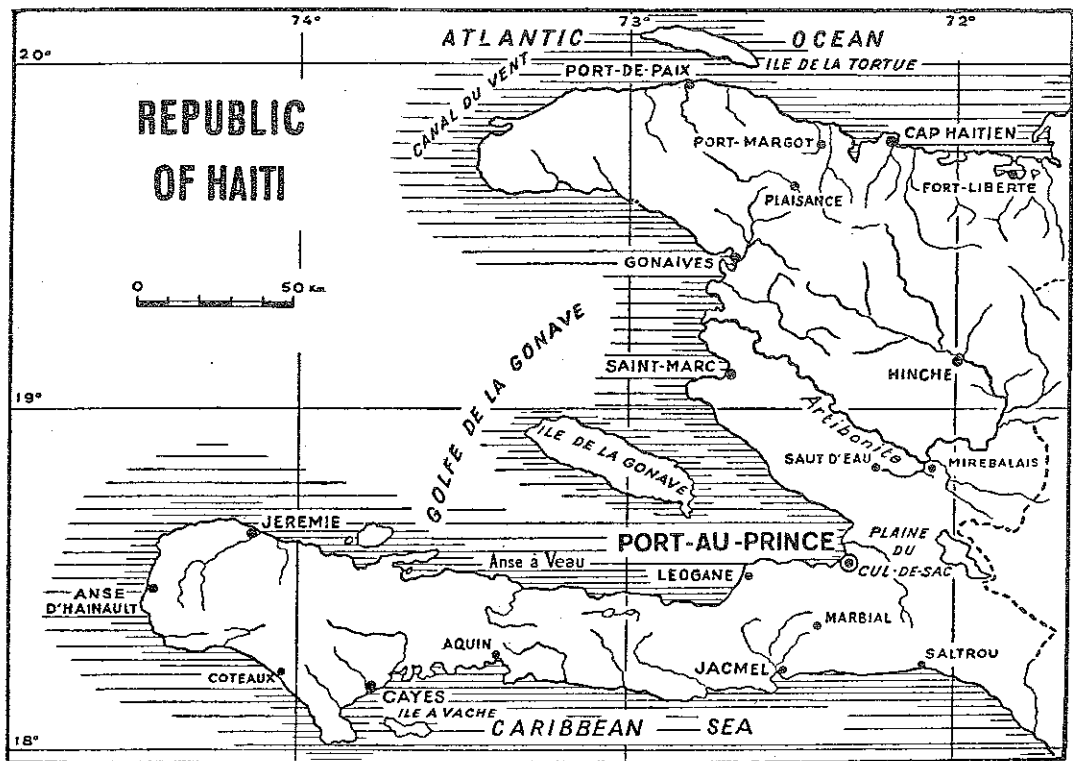 74°
73°
72°
20°
ATLANTIC OCEAN
ILE DE LA TORTUE
PORT-DE-PAIX
CANAL DU VENT
REPUBLIC
OF HAITI
PORT-MARGOT
CAP HAITIEN
FORT-LIBERTE
PLAISANCE
GONAIVES
0 50 Km.
GOLFE DE LA GONAVE
SAINT-MARC
HINCHE
19°
Artibonite
ILE DE LA GONAVE
SAUT D'EAU
MIREBALAIS
JEREMIE
PORT-AU-PRINCE
PLAINE
DU
CUL-DE-SAC
Anse à Veau
LEOGANE
ANSE
D'HAINAULT
MARBIAL
AQUIN
JACMEL
SALTROU
COTEAUX
CAYES
ILE A VACHE
CARIBBEAN SEA
18°